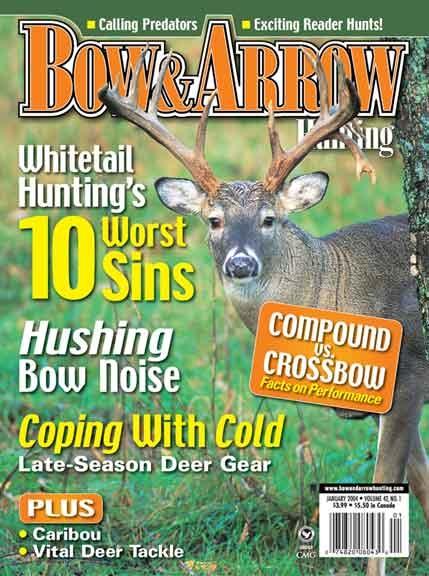 ▪ Calling Predators ▪ Exciting Reader Hunts!
BOW&ARROW
Hunting
Whitetail
Hunting's
10 Worst
Sins
COMPOUND
vs.
CROSSBOW
Facts on Performance
Hushing
Bow Noise
Coping With Cold
Late-Season Deer Gear
PLUS
• Caribou
• Vital Deer Tackle
www.bowandarrowhunting.com
JANUARY 2004 • VOLUME 42, NO. 1
$3.99 • $5.50 in Canada
01
CMG